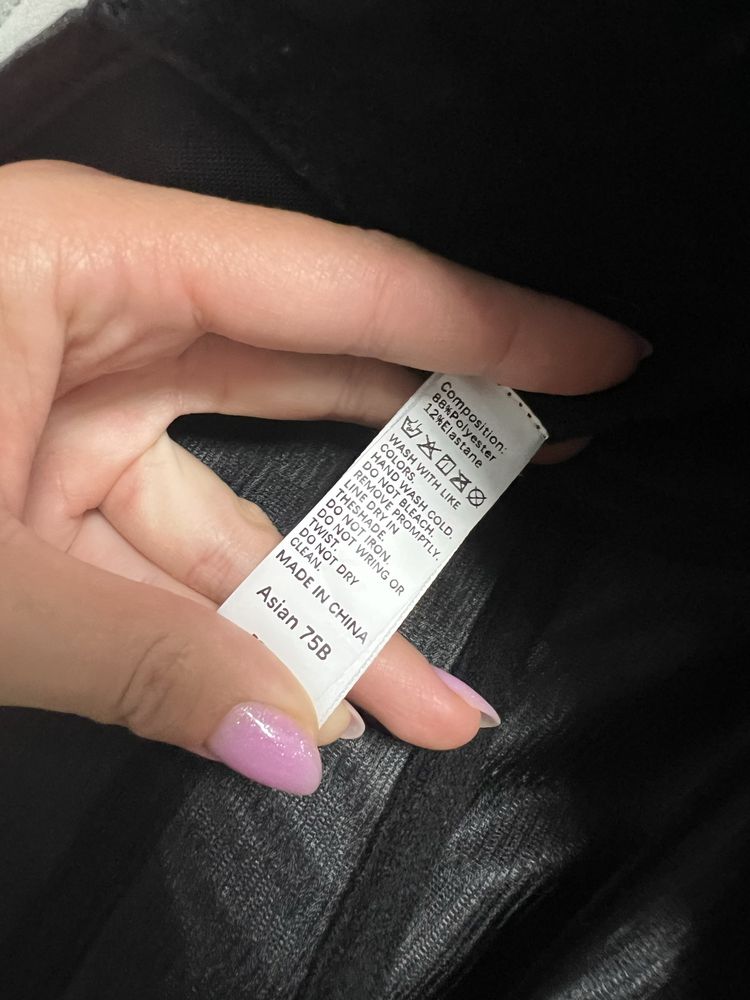 Composition:
88%Polyester
12%Elastane
WASH WITH LIKE
COLORS.
HAND WASH COLD.
DO NOT BLEACH.
REMOVE PROMPTLY.
LINE DRY IN
THESHADE.
DO NOT IRON.
DO NOT WRING OR
TWIST.
DO NOT DRY
CLEAN.
MADE IN CHINA
Asian 75B